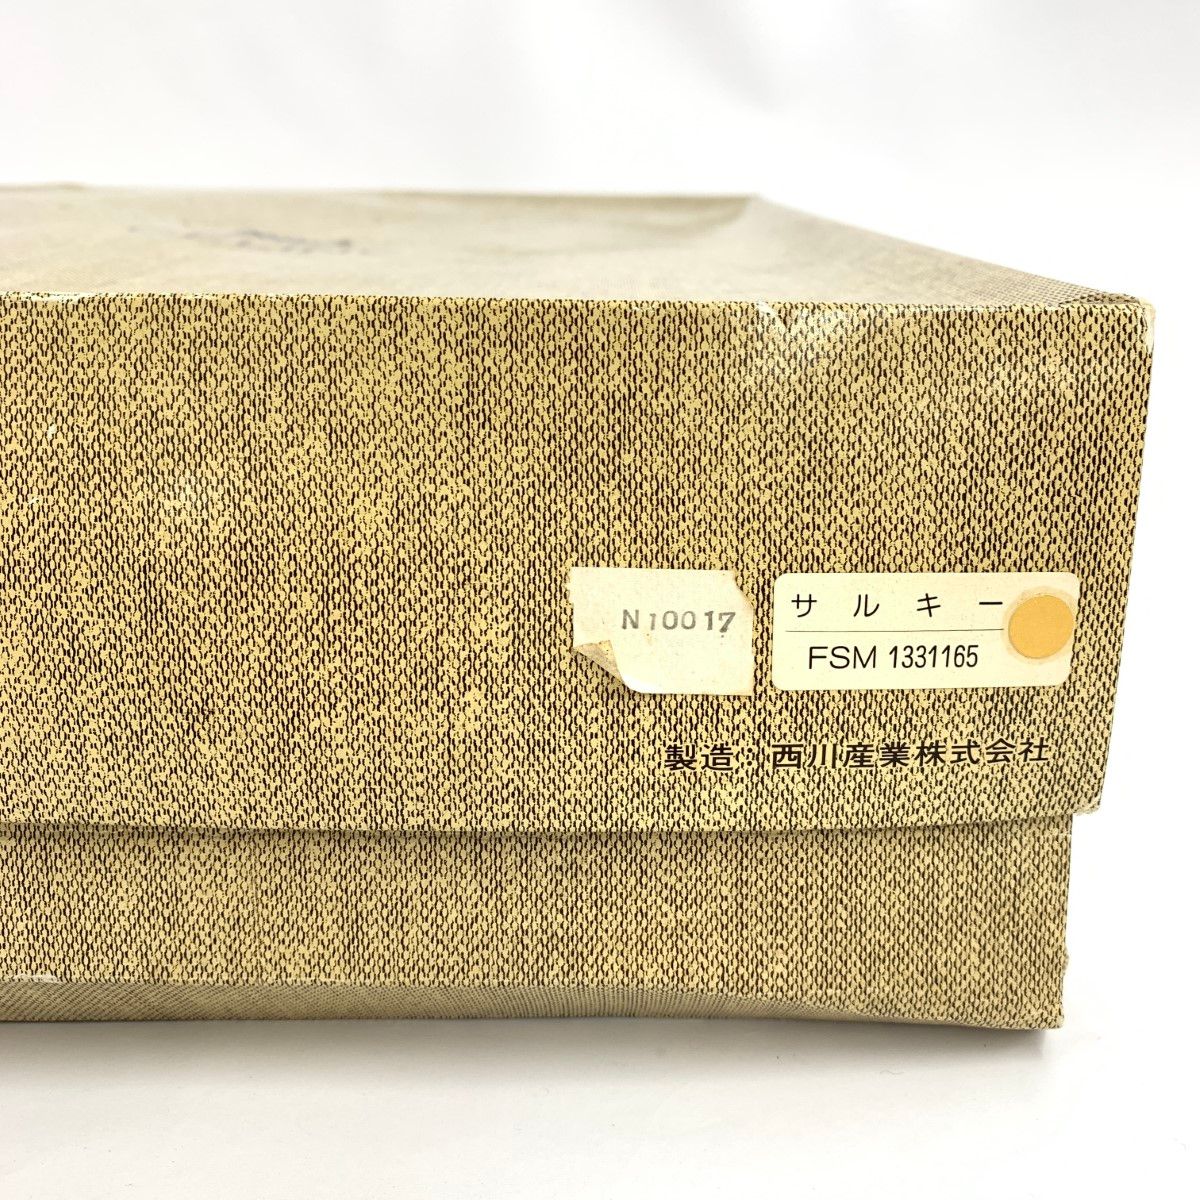 N10017
サルキー
FSM 1331165
製造：西川産業株式会社